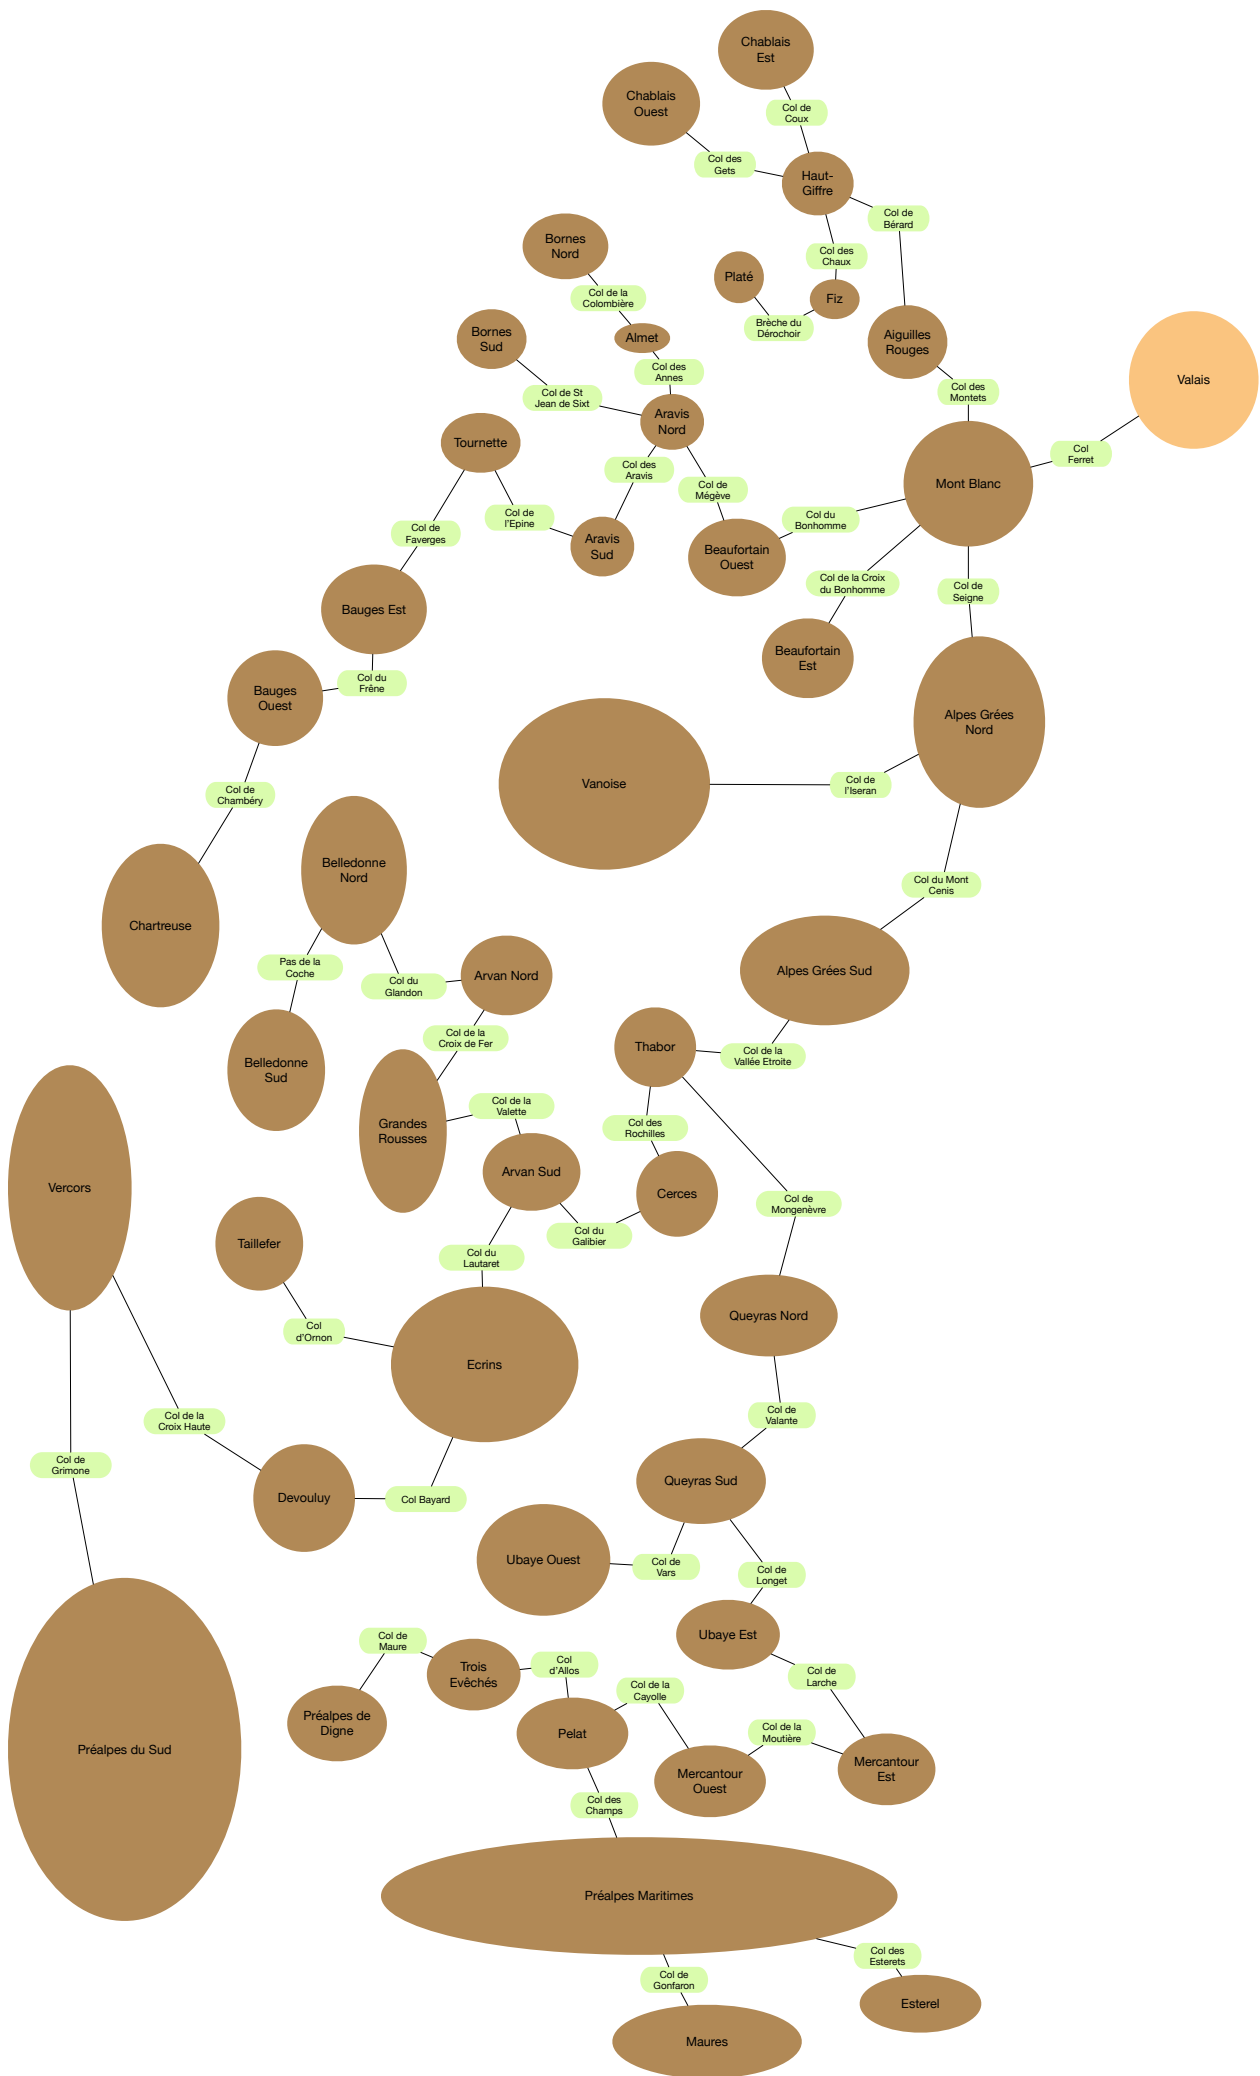 Chablais
Est
Chablais
Ouest
Col de
Coux
Col des
Gets
Haut-
Giffre
Col de
Bérard
Bornes
Nord
Col des
Chaux
Platé
Fiz
Col de la
Colombière
Brèche du
Dérochoir
Bornes
Sud
Almet
Aiguilles
Rouges
Valais
Col des
Annes
Col des
Montets
Col de St
Jean de Sixt
Aravis
Nord
Tournette
Col
Ferret
Col des
Aravis
Col de
Mégève
Mont Blanc
Col de
l'Epine
Col du
Bonhomme
Col de
Faverges
Aravis
Sud
Beaufortain
Ouest
Col de la Croix
du Bonhomme
Col de
Seigne
Bauges Est
Beaufortain
Est
Col du
Frêne
Bauges
Ouest
Alpes Grées
Nord
Vanoise
Col de
l'Iseran
Col de
Chambéry
Belledonne
Nord
Col du Mont
Cenis
Chartreuse
Pas de la
Coche
Arvan Nord
Alpes Grées Sud
Col du
Glandon
Col de la
Croix de Fer
Thabor
Col de la
Vallée Etroite
Belledonne
Sud
Col de la
Valette
Grandes
Rousses
Col des
Rochilles
Arvan Sud
Vercors
Cerces
Col de
Mongenèvre
Taillefer
Col du
Galibier
Col du
Lautaret
Queyras Nord
Col
d'Ornon
Ecrins
Col de la
Croix Haute
Col de
Valante
Col de
Grimone
Queyras Sud
Devouluy
Col Bayard
Ubaye Ouest
Col de
Vars
Col de
Longet
Ubaye Est
Col de
Maure
Trois
Evêchés
Col
d'Allos
Col de
Larche
Col de la
Cayolle
Préalpes de
Digne
Pelat
Col de la
Moutière
Préalpes du Sud
Mercantour
Ouest
Mercantour
Est
Col des
Champs
Préalpes Maritimes
Col des
Esterets
Col de
Gonfaron
Esterel
Maures